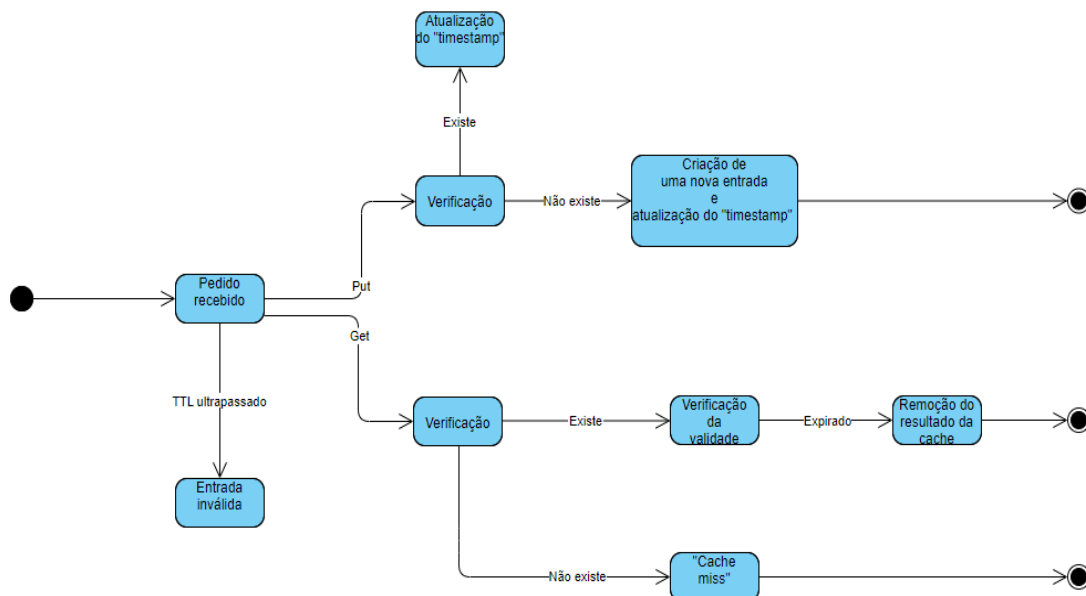 Atualização
do "timestamp"
Existe
Verificação
Não existe
Criação de
uma nova entrada
e
atualização do "timestamp"
Pedido
recebido
Put
Get
TTL ultrapassado
Entrada
inválida
Verificação
Existe
Verificação
da
validade
Expirado
Remoção do
resultado da
cache
Não existe
"Cache
miss"